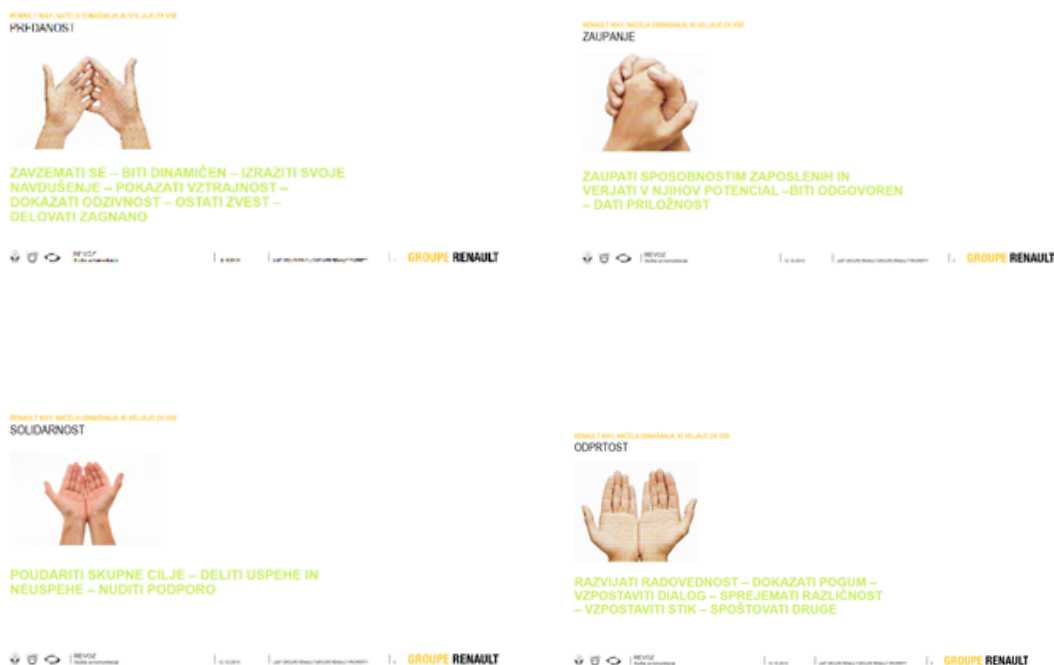 RENAULT WAY, NAČELA OBNAŠANJA, KI VELJAJO ZA VSE
PREDANOST
ZAVZEMATI SE – BITI DINAMIČEN – IZRAZITI SVOJE
NAVDUŠENJE – POKAZATI VZTRAJNOST –
DOKAZATI ODZIVNOST – OSTATI ZVEST –
DELOVATI ZAGNANO
REVOZ
GROUPE RENAULT
RENAULT WAY, NAČELA OBNAŠANJA, KI VELJAJO ZA VSE
ZAUPANJE
ZAUPATI SPOSOBNOSTIM ZAPOSLENIH IN
VERJATI V NJIHOV POTENCIAL –BITI ODGOVOREN
– DATI PRILOŽNOST
REVOZ
GROUPE RENAULT
RENAULT WAY, NAČELA OBNAŠANJA, KI VELJAJO ZA VSE
SOLIDARNOST
POUDARITI SKUPNE CILJE – DELITI USPEHE IN
NEUSPEHE – NUDITI PODPORO
REVOZ
GROUPE RENAULT
RENAULT WAY, NAČELA OBNAŠANJA, KI VELJAJO ZA VSE
ODPRTOST
RAZVIJATI RADOVEDNOST – DOKAZATI POGUM –
VZPOSTAVITI DIALOG – SPREJEMATI RAZLIČNOST
– VZPOSTAVITI STIK – SPOŠTOVATI DRUGE
REVOZ
GROUPE RENAULT